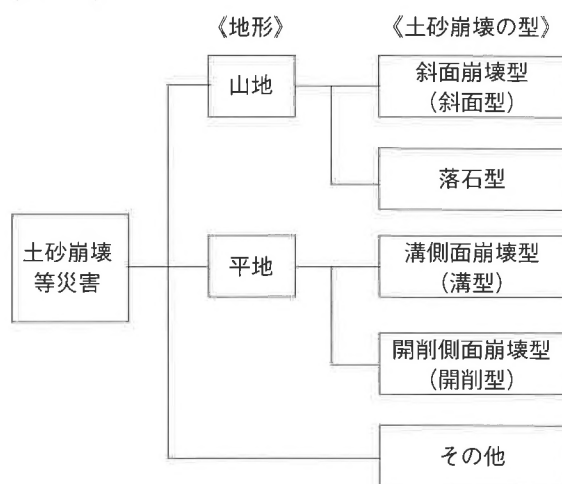 《地形》
《土砂崩壊の型》
山地
斜面崩壊型
(斜面型)
落石型
土砂崩壊
等災害
平地
溝側面崩壊型
(溝型)
開削側面崩壊型
(開削型)
その他